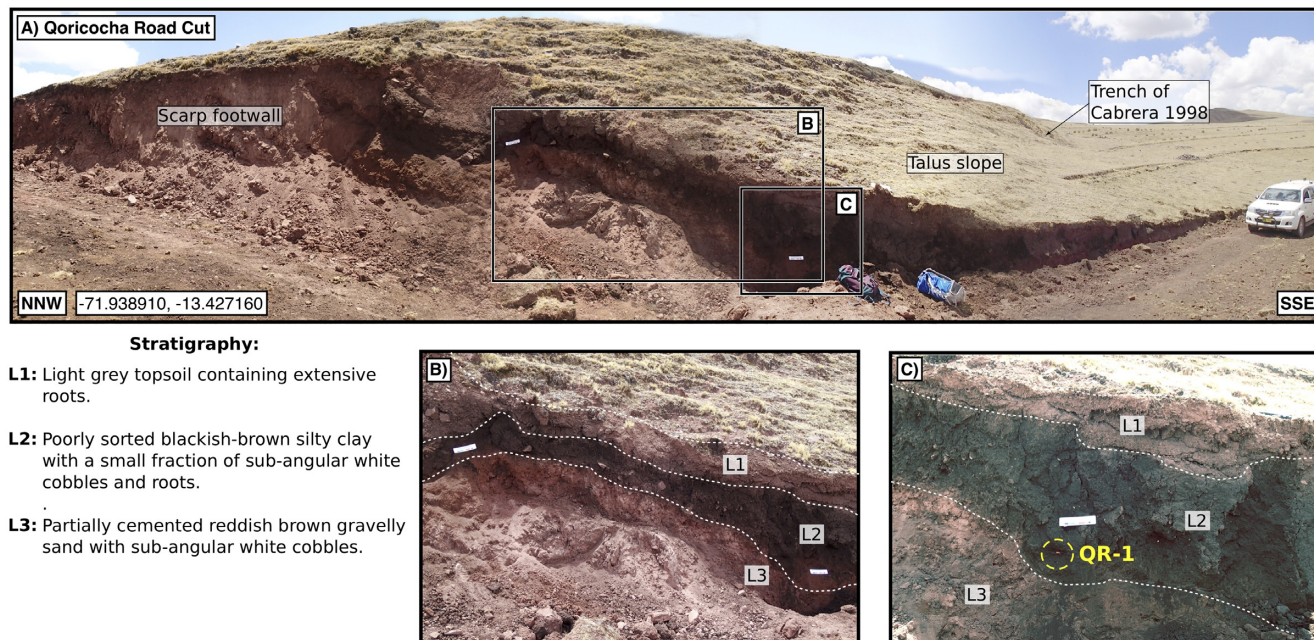 A) Qoricocha Road Cut
Scarp footwall
B
C
Trench of
Cabrera 1998
Talus slope
NNW
-71.938910, -13.427160
SSE
Stratigraphy:
L1: Light grey topsoil containing extensive
roots.
L2: Poorly sorted blackish-brown silty clay
with a small fraction of sub-angular white
cobbles and roots.
.
L3: Partially cemented reddish brown gravelly
sand with sub-angular white cobbles.
B)
L1
L2
L3
C)
L1
L2
QR-1
L3